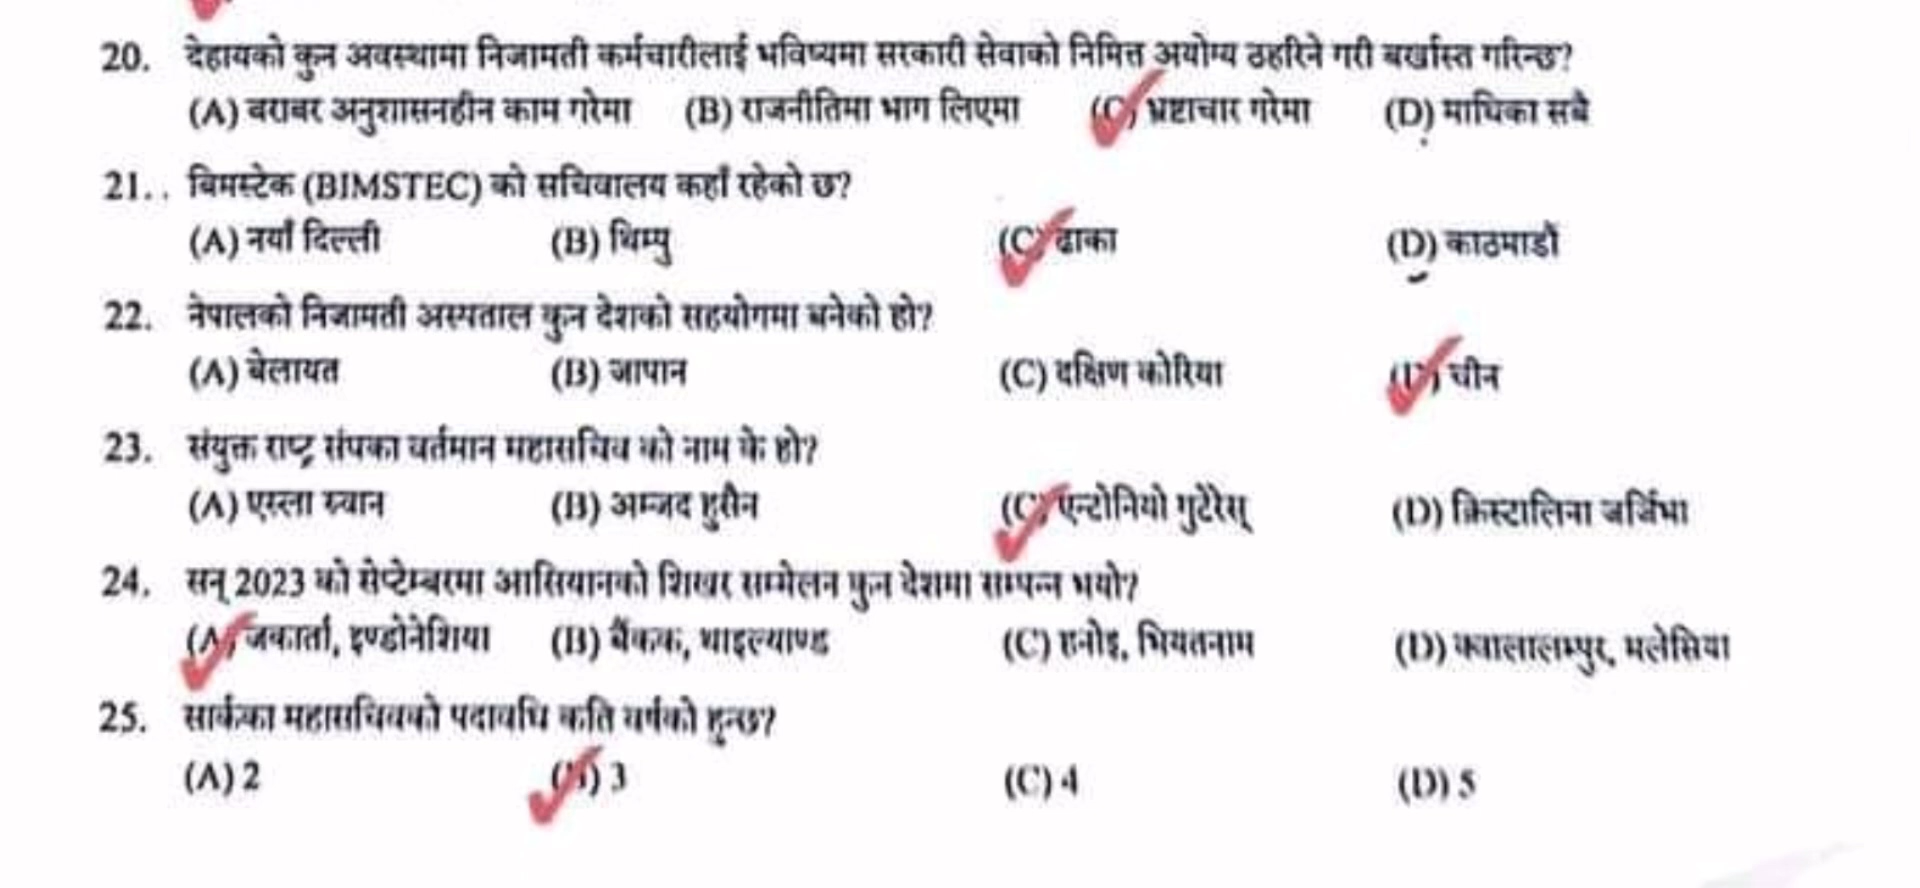 20. देहायको कुन अवस्थामा निजामती कर्मचारीलाई भविष्यमा सरकारी सेवाको निमित्त अयोग्य ठहरिने गरी बर्खास्त गरिन्छ?
(A) बराबर अनुशासनहीन काम गरेमा (B) राजनीतिमा भाग लिएमा (C) भ्रष्टाचार गरेमा (D) माथिका सबै
21. . बिमस्टेक (BIMSTEC) को सचिवालय कहाँ रहेको छ?
(A) नयाँ दिल्ली (B) थिम्पु (C) ढाका (D) काठमाडौं
22. नेपालको निजामती अस्पताल कुन देशको सहयोगमा बनेको हो?
(A) बेलायत (B) जापान (C) दक्षिण कोरिया (D) चीन
23. संयुक्त राष्ट्र संघका वर्तमान महासचिव को नाम के हो?
(A) एस्ला स्वान (B) अम्जद हुसैन (C) एन्टोनियो गुटेरेस् (D) क्रिस्टालिना जर्जिभा
24. सन् 2023 को सेप्टेम्बरमा आसियानको शिखर सम्मेलन कुन देशमा सम्पन्न भयो?
(A) जकार्ता, इण्डोनेशिया (B) बैंकक, थाइल्याण्ड (C) हनोइ, भियतनाम (D) क्वालालम्पुर, मलेसिया
25. सार्कका महासचिवको पदावधि कति वर्षको हुन्छ?
(A) 2 (B) 3 (C) 4 (D) 5